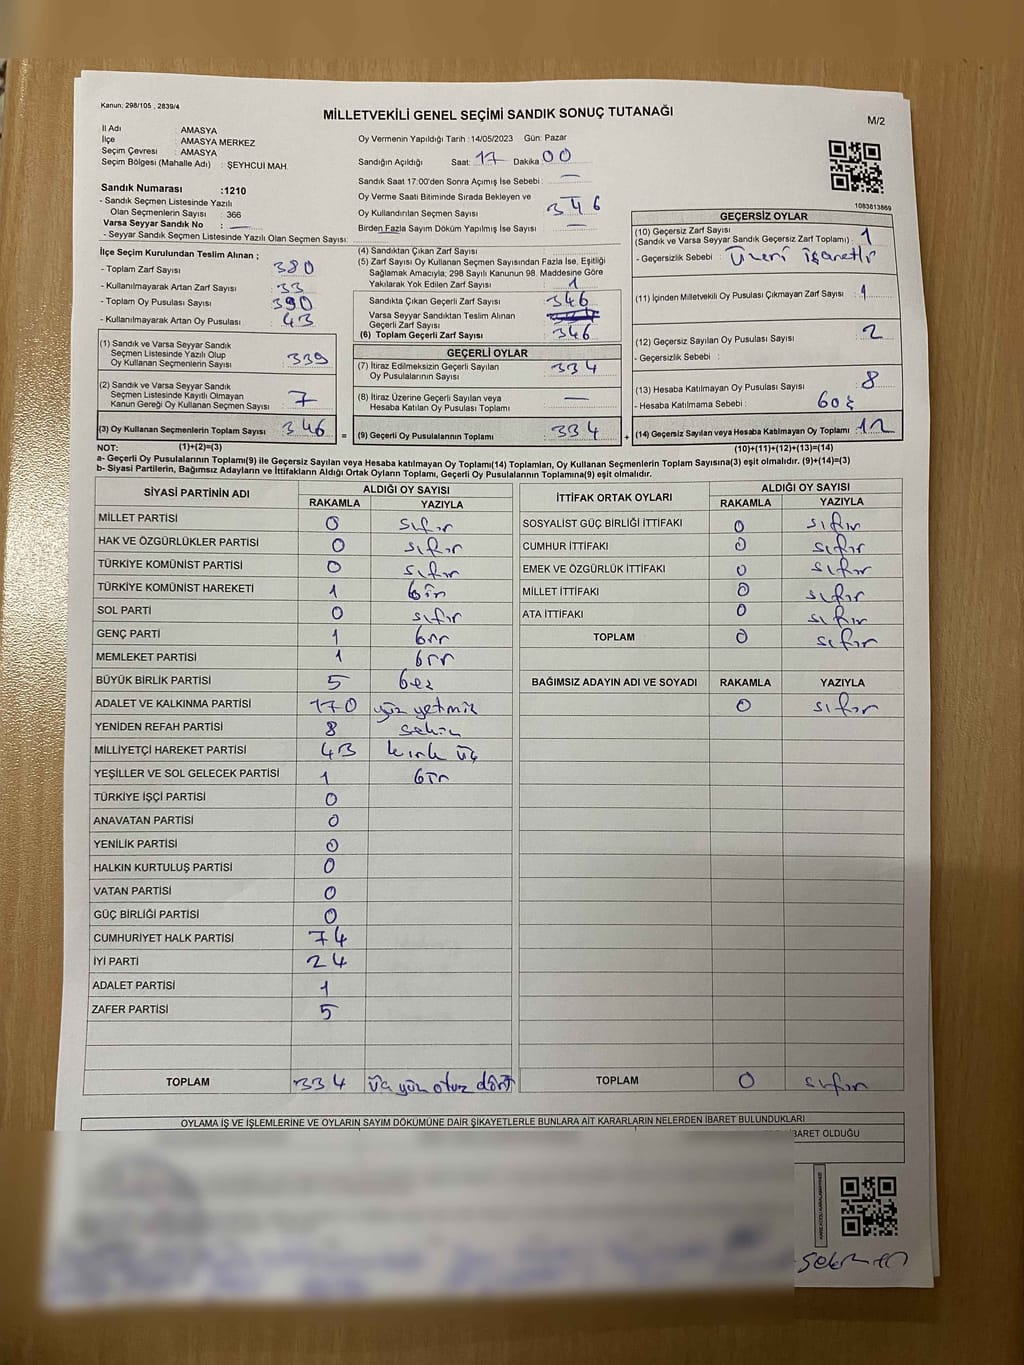 Kanun: 298/105 , 2839/4
MİLLETVEKİLİ GENEL SEÇİMİ SANDIK SONUÇ TUTANAĞI
M/2
İl Adı : AMASYA
İlçe : AMASYA MERKEZ
Seçim Çevresi : AMASYA
Seçim Bölgesi (Mahalle Adı) : ŞEYHCUİ MAH.
Sandık Numarası :1210
- Sandık Seçmen Listesinde Yazılı
Olan Seçmenlerin Sayısı : 366
Varsa Seyyar Sandık No : —
- Seyyar Sandık Seçmen Listesinde Yazılı Olan Seçmen Sayısı:
Oy Vermenin Yapıldığı Tarih :14/05/2023 Gün: Pazar
Sandığın Açıldığı Saat: 17 Dakika 00
Sandık Saat 17:00'den Sonra Açımış İse Sebebi : —
Oy Verme Saati Bitiminde Sırada Bekleyen ve
Oy Kullandırılan Seçmen Sayısı 346
Birden Fazla Sayım Döküm Yapılmış İse Sayısı —
1083813869
İlçe Seçim Kurulundan Teslim Alınan ;
- Toplam Zarf Sayısı 380
- Kullanılmayarak Artan Zarf Sayısı : 33
- Toplam Oy Pusulası Sayısı : 390
- Kullanılmayarak Artan Oy Pusulası : 43
(1) Sandık ve Varsa Seyyar Sandık
Seçmen Listesinde Yazılı Olup
Oy Kullanan Seçmenlerin Sayısı 339
(2) Sandık ve Varsa Seyyar Sandık
Seçmen Listesinde Kayıtlı Olmayan
Kanun Gereği Oy Kullanan Seçmen Sayısı 7
(3) Oy Kullanan Seçmenlerin Toplam Sayısı 346 =
(4) Sandıktan Çıkan Zarf Sayısı
(5) Zarf Sayısı Oy Kullanan Seçmen Sayısından Fazla İse, Eşitliği
Sağlamak Amacıyla; 298 Sayılı Kanunun 98. Maddesine Göre
Yakılarak Yok Edilen Zarf Sayısı : 1
Sandıkta Çıkan Geçerli Zarf Sayısı 346
Varsa Seyyar Sandıktan Teslim Alınan
Geçerli Zarf Sayısı
(6) Toplam Geçerli Zarf Sayısı 346
GEÇERLİ OYLAR
(7) İtiraz Edilmeksizin Geçerli Sayılan
Oy Pusulalarının Sayısı 334
(8) İtiraz Üzerine Geçerli Sayılan veya
Hesaba Katılan Oy Pusulası Toplamı —
(9) Geçerli Oy Pusulalarının Toplamı 334 +
GEÇERSİZ OYLAR
(10) Geçersiz Zarf Sayısı
(Sandık ve Varsa Seyyar Sandık Geçersiz Zarf Toplamı) 1
- Geçersizlik Sebebi : Üzeri işaretli
(11) İçinden Milletvekili Oy Pusulası Çıkmayan Zarf Sayısı 1
(12) Geçersiz Sayılan Oy Pusulası Sayısı 2
- Geçersizlik Sebebi :
(13) Hesaba Katılmayan Oy Pusulası Sayısı 8
- Hesaba Katılmama Sebebi : boş
(14) Geçersiz Sayılan veya Hesaba Katılmayan Oy Toplamı 12
NOT: (1)+(2)=(3) (10)+(11)+(12)+(13)=(14)
a- Geçerli Oy Pusulalarının Toplamı(9) ile Geçersiz Sayılan veya Hesaba katılmayan Oy Toplamı(14) Toplamları, Oy Kullanan Seçmenlerin Toplam Sayısına(3) eşit olmalıdır. (9)+(14)=(3)
b- Siyasi Partilerin, Bağımsız Adayların ve İttifakların Aldığı Oyların Toplamı, Geçerli Oy Pusulalarının Toplamına(9) eşit olmalıdır.
SİYASİ PARTİNİN ADI ALDIĞI OY SAYISI
RAKAMLA YAZIYLA
MİLLET PARTİSİ 0 sıfır
HAK VE ÖZGÜRLÜKLER PARTİSİ 0 sıfır
TÜRKİYE KOMÜNİST PARTİSİ 0 sıfır
TÜRKİYE KOMÜNİST HAREKETİ 1 bir
SOL PARTİ 0 sıfır
GENÇ PARTİ 1 bir
MEMLEKET PARTİSİ 1 bir
BÜYÜK BİRLİK PARTİSİ 5 beş
ADALET VE KALKINMA PARTİSİ 170 yüz yetmiş
YENİDEN REFAH PARTİSİ 8 sekiz
MİLLİYETÇİ HAREKET PARTİSİ 43 kırk üç
YEŞİLLER VE SOL GELECEK PARTİSİ 1 bir
TÜRKİYE İŞÇİ PARTİSİ 0
ANAVATAN PARTİSİ 0
YENİLİK PARTİSİ 0
HALKIN KURTULUŞ PARTİSİ 0
VATAN PARTİSİ 0
GÜÇ BİRLİĞİ PARTİSİ 0
CUMHURİYET HALK PARTİSİ 74
İYİ PARTİ 24
ADALET PARTİSİ 1
ZAFER PARTİSİ 5
TOPLAM 334 üç yüz otuz dört
İTTİFAK ORTAK OYLARI ALDIĞI OY SAYISI
RAKAMLA YAZIYLA
SOSYALİST GÜÇ BİRLİĞİ İTTİFAKI 0 sıfır
CUMHUR İTTİFAKI 0 sıfır
EMEK VE ÖZGÜRLÜK İTTİFAKI 0 sıfır
MİLLET İTTİFAKI 0 sıfır
ATA İTTİFAKI 0 sıfır
TOPLAM 0 sıfır
BAĞIMSIZ ADAYIN ADI VE SOYADI RAKAMLA YAZIYLA
0 sıfır
TOPLAM 0 sıfır
OYLAMA İŞ VE İŞLEMLERİNE VE OYLARIN SAYIM DÖKÜMÜNE DAİR ŞİKAYETLERLE BUNLARA AİT KARARLARIN NELERDEN İBARET BULUNDUKLARI
İBARET OLDUĞU